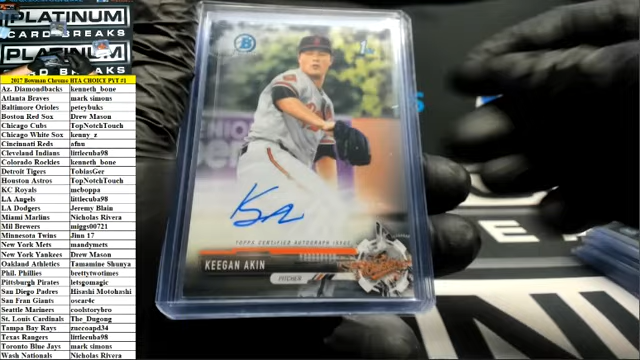 PLATINUM
CARD BREAKS
PLATINUM
2017 Bowman Chrome HTA CHOICE PYT #1
Az. Diamondbacks kenneth_bone
Atlanta Braves mark simons
Baltimore Orioles peteybuks
Boston Red Sox Drew Mason
Chicago Cubs TopNotchTouch
Chicago White Sox kenny_z
Cincinnati Reds afnu
Cleveland Indians littlecuba98
Colorado Rockies kenneth_bone
Detroit Tigers TobiasGer
Houston Astros TopNotchTouch
KC Royals mcboppa
LA Angels littlecuba98
LA Dodgers Jeremy Blain
Miami Marlins Nicholas Rivera
Mil Brewers miggs00721
Minnesota Twins Jinn 17
New York Mets mandymets
New York Yankees Drew Mason
Oakland Athletics Tamamine Shunya
Phil. Phillies brettytwotimes
Pittsburgh Pirates letsgomagic
San Diego Padres Hisashi Motohashi
San Fran Giants oscar4c
Seattle Mariners coolstorybro
St. Louis Cardinals The_Dugong
Tampa Bay Rays zuccoapd34
Texas Rangers littlecuba98
Toronto Blue Jays mark simons
Wash Nationals Nicholas Rivera
B
1st
TOPPS CERTIFIED AUTOGRAPH ISSUE
KEEGAN AKIN
PITCHER